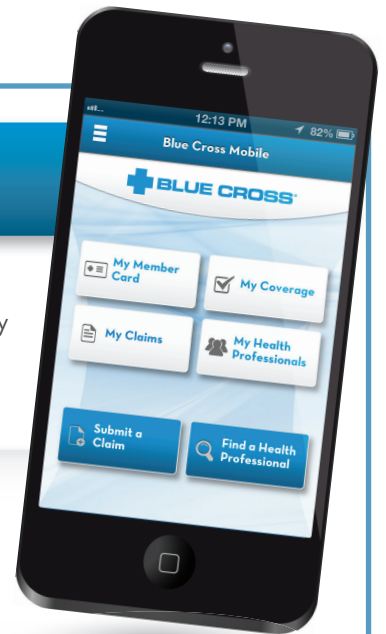 12:13 PM
82%
Blue Cross Mobile
BLUE CROSS
My Member
Card
My Coverage
My Claims
My Health
Professionals
Submit a
Claim
Find a Health
Professional
y